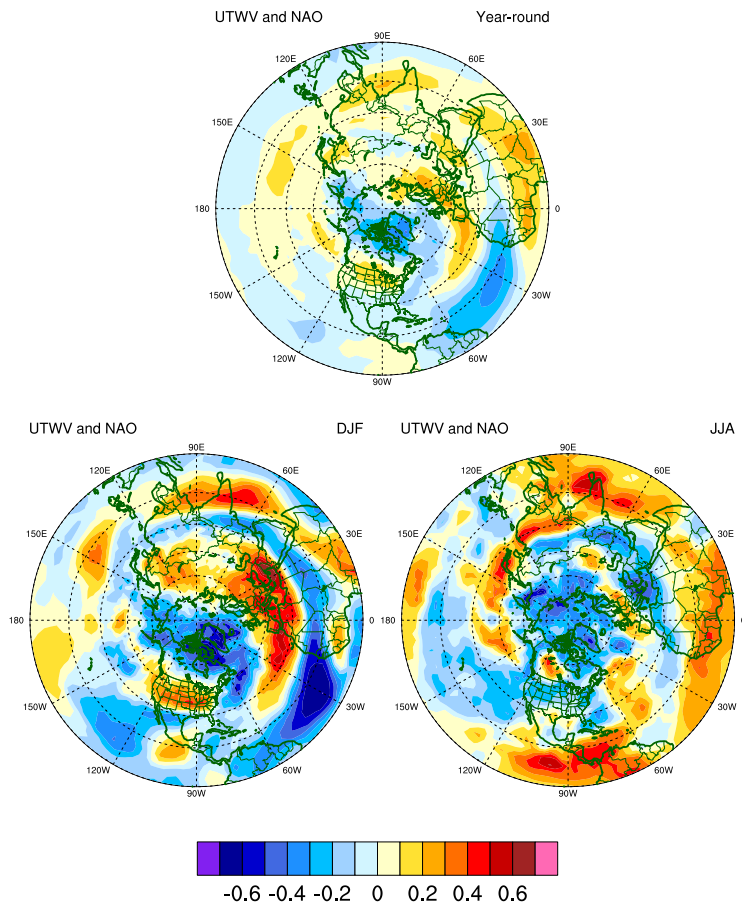 UTWV and NAO Year-round
90E
120E 60E
150E 30E
180 0
150W 30W
120W 60W
90W
UTWV and NAO DJF
90E
120E 60E
150E 30E
180 0
150W 30W
120W 60W
90W
UTWV and NAO JJA
90E
120E 60E
150E 30E
180
150W 30W
120W 60W
90W
-0.6 -0.4 -0.2 0 0.2 0.4 0.6